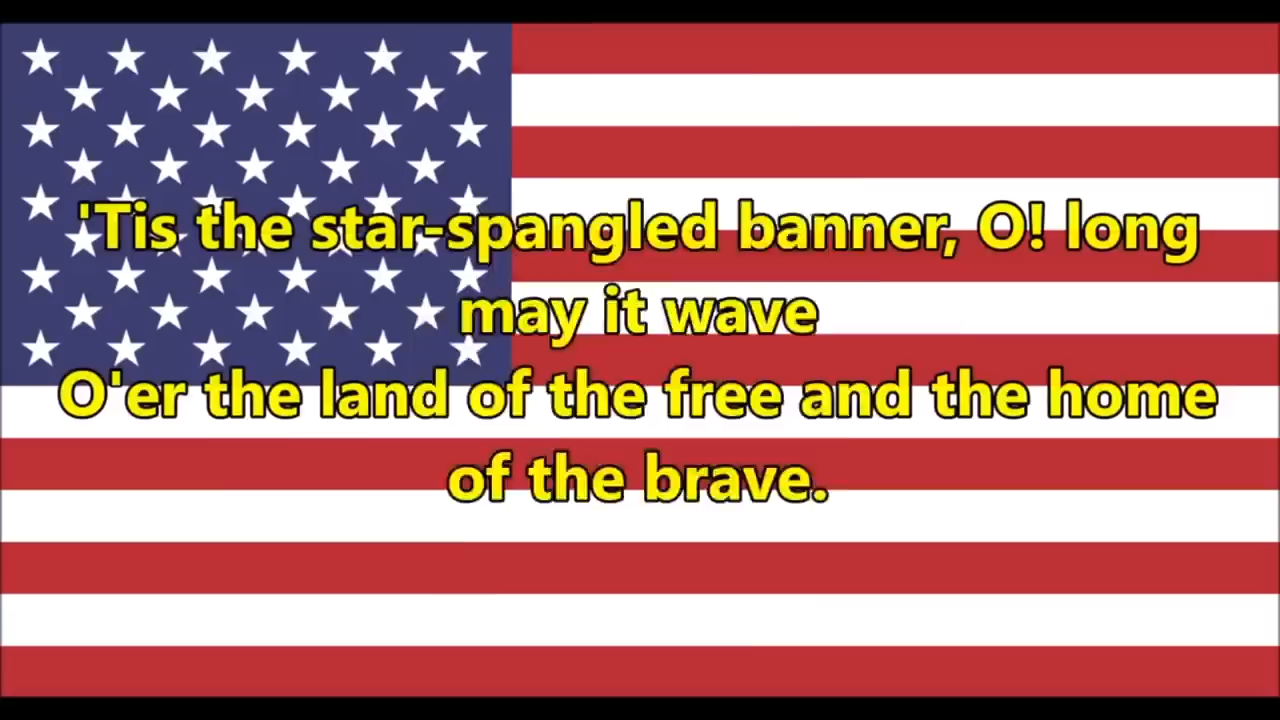 'Tis the star-spangled banner, O! long
may it wave
O'er the land of the free and the home
of the brave.